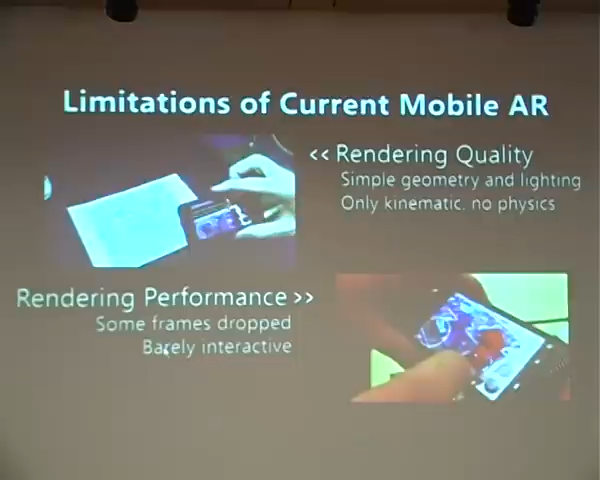 Limitations of Current Mobile AR
<< Rendering Quality
Simple geometry and lighting
Only kinematic, no physics
Rendering Performance >>
Some frames dropped
Barely interactive